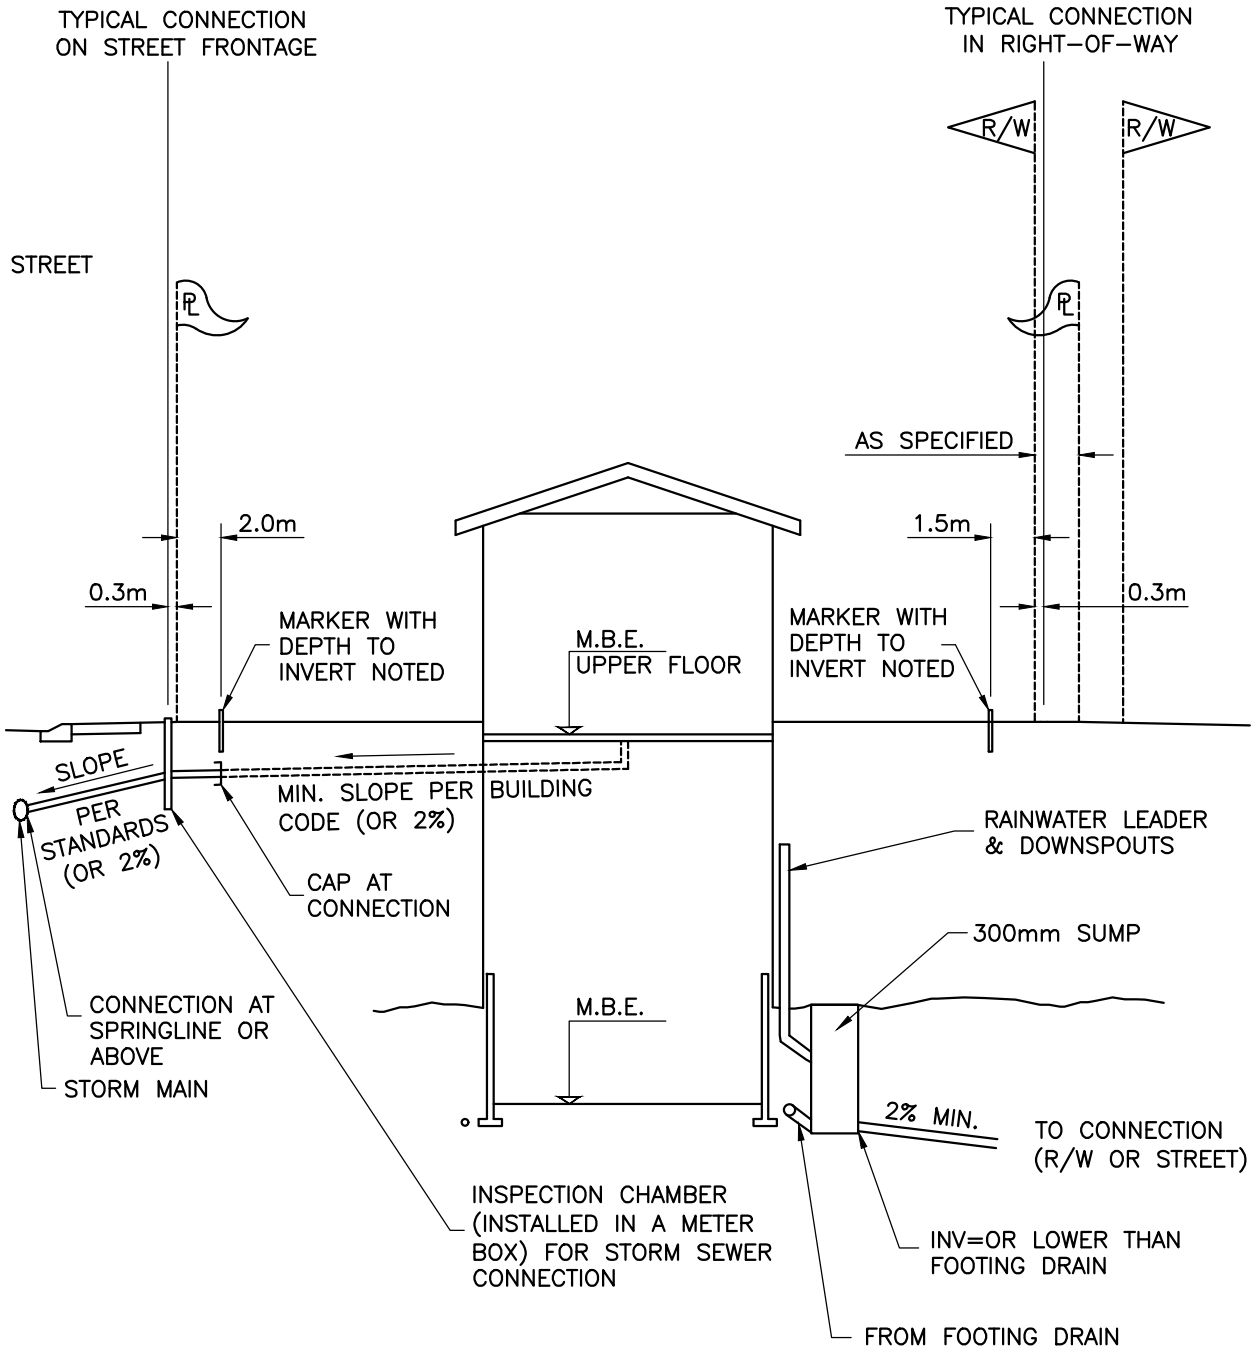 TYPICAL CONNECTION
ON STREET FRONTAGE
TYPICAL CONNECTION
IN RIGHT-OF-WAY
R/W
R/W
STREET
PL
PL
AS SPECIFIED
2.0m
1.5m
0.3m
0.3m
MARKER WITH
DEPTH TO
INVERT NOTED
M.B.E.
UPPER FLOOR
MARKER WITH
DEPTH TO
INVERT NOTED
SLOPE
PER
STANDARDS
(OR 2%)
MIN. SLOPE PER BUILDING
CODE (OR 2%)
RAINWATER LEADER
& DOWNSPOUTS
CAP AT
CONNECTION
300mm SUMP
CONNECTION AT
SPRINGLINE OR
ABOVE
STORM MAIN
M.B.E.
2% MIN.
TO CONNECTION
(R/W OR STREET)
INSPECTION CHAMBER
(INSTALLED IN A METER
BOX) FOR STORM SEWER
CONNECTION
INV=OR LOWER THAN
FOOTING DRAIN
FROM FOOTING DRAIN